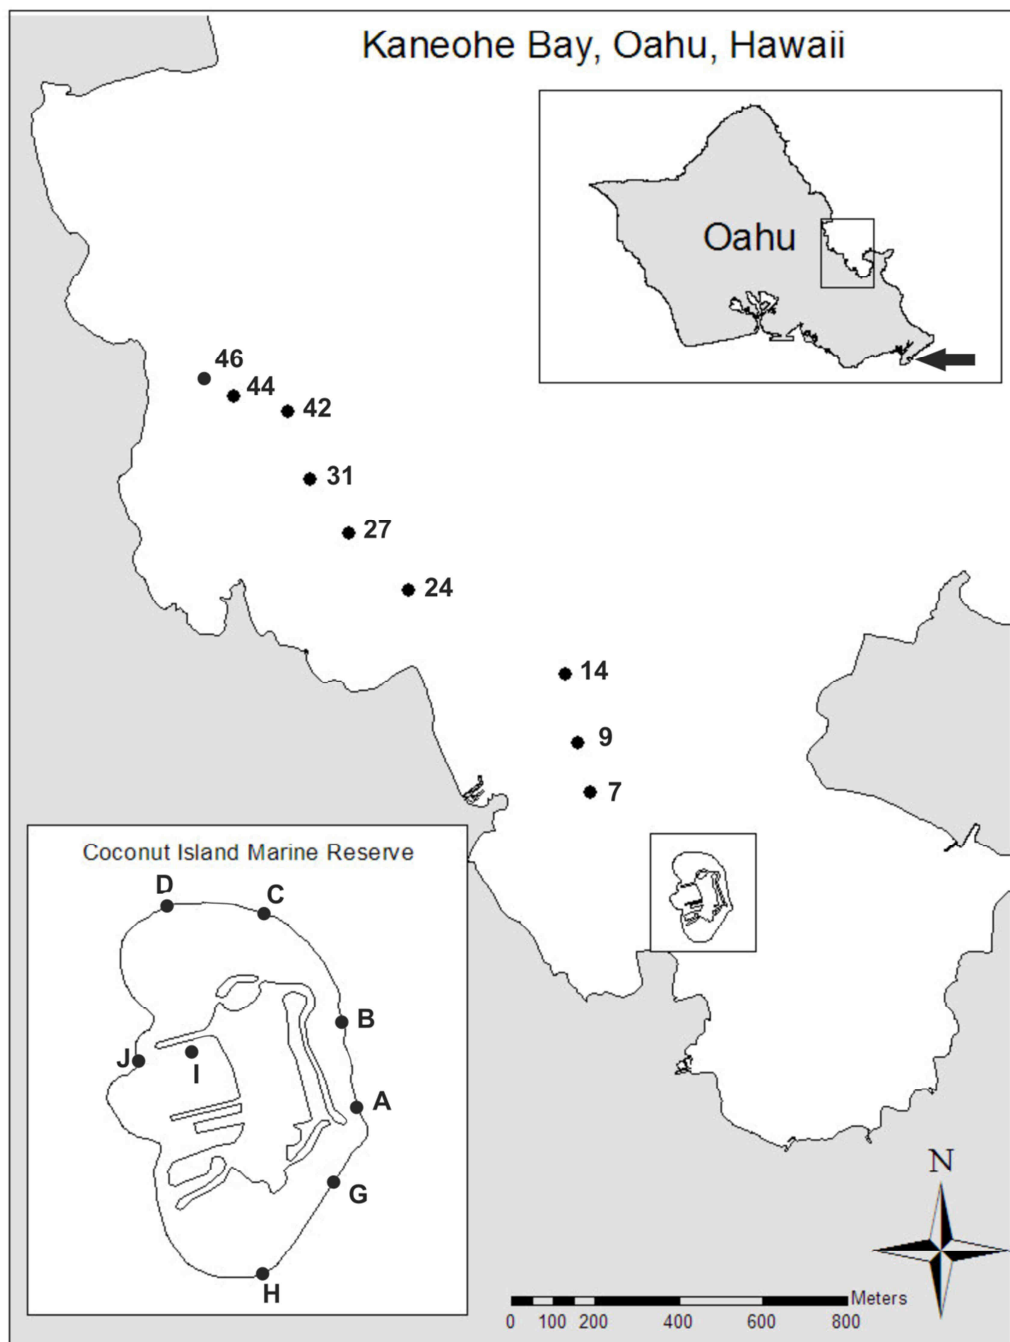 Kaneohe Bay, Oahu, Hawaii
Oahu
46
44
42
31
27
24
14
9
7
Coconut Island Marine Reserve
D
C
B
J
I
A
G
H
N
Meters
0 100 200 400 600 800